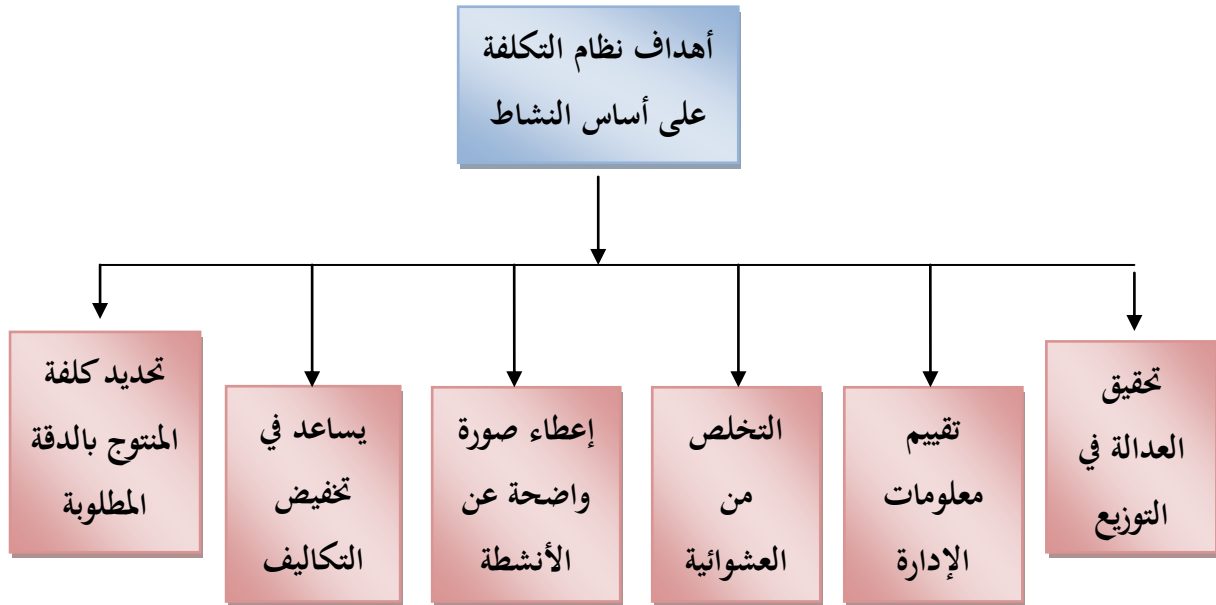 أهداف نظام التكلفة
على أساس النشاط
تحقيق
العدالة في
التوزيع
تقييم
معلومات
الإدارة
التخلص
من
العشوائية
إعطاء صورة
واضحة عن
الأنشطة
يساعد في
تخفيض
التكاليف
تحديد كلفة
المنتوج بالدقة
المطلوبة